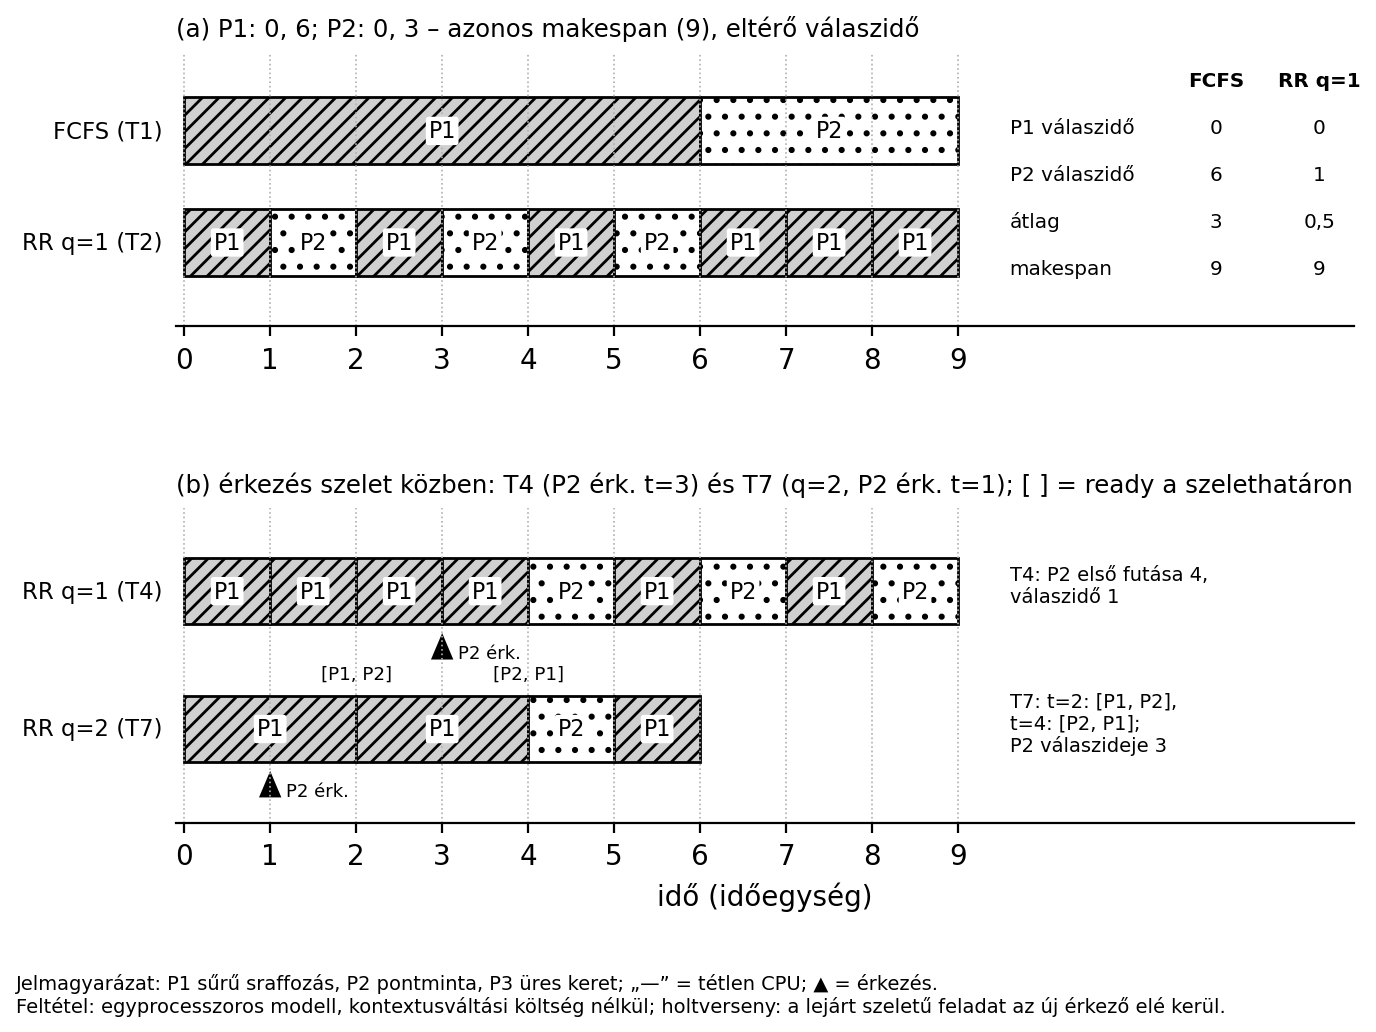 (a) P1: 0, 6; P2: 0, 3 – azonos makespan (9), eltérő válaszidő
FCFS RR q=1
FCFS (T1) P1 P2
P1 válaszidő 0 0
P2 válaszidő 6 1
RR q=1 (T2) P1 P2 P1 P2 P1 P2 P1 P1 P1
átlag 3 0,5
makespan 9 9
0 1 2 3 4 5 6 7 8 9
(b) érkezés szelet közben: T4 (P2 érk. t=3) és T7 (q=2, P2 érk. t=1); [ ] = ready a szelethatáron
RR q=1 (T4) P1 P1 P1 P1 P2 P1 P2 P1 P2
T4: P2 első futása 4,
válaszidő 1
P2 érk.
[P1, P2] [P2, P1]
RR q=2 (T7) P1 P1 P2 P1
T7: t=2: [P1, P2],
t=4: [P2, P1];
P2 válaszideje 3
P2 érk.
0 1 2 3 4 5 6 7 8 9
idő (időegység)
Jelmagyarázat: P1 sűrű sraffozás, P2 pontminta, P3 üres keret; „—” = tétlen CPU; ▲ = érkezés.
Feltétel: egyprocesszoros modell, kontextusváltási költség nélkül; holtverseny: a lejárt szeletű feladat az új érkező elé kerül.